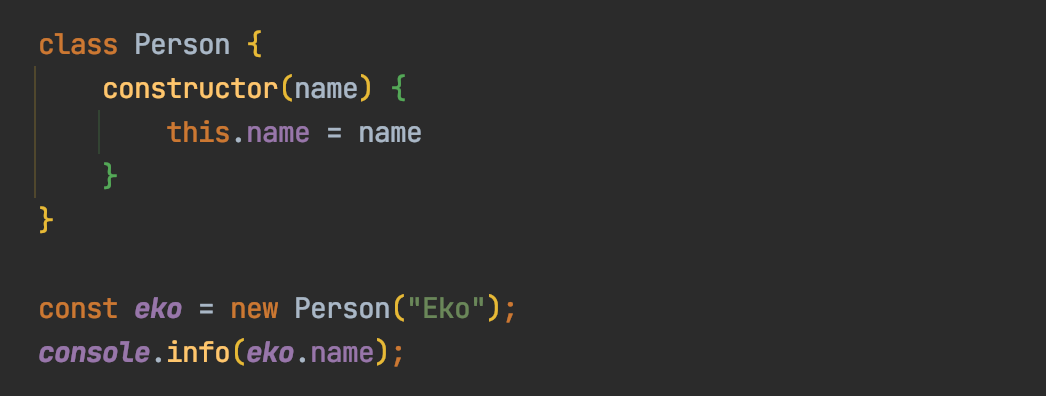 class Person {
    constructor(name) {
        this.name = name
    }
}

const eko = new Person("Eko");
console.info(eko.name);